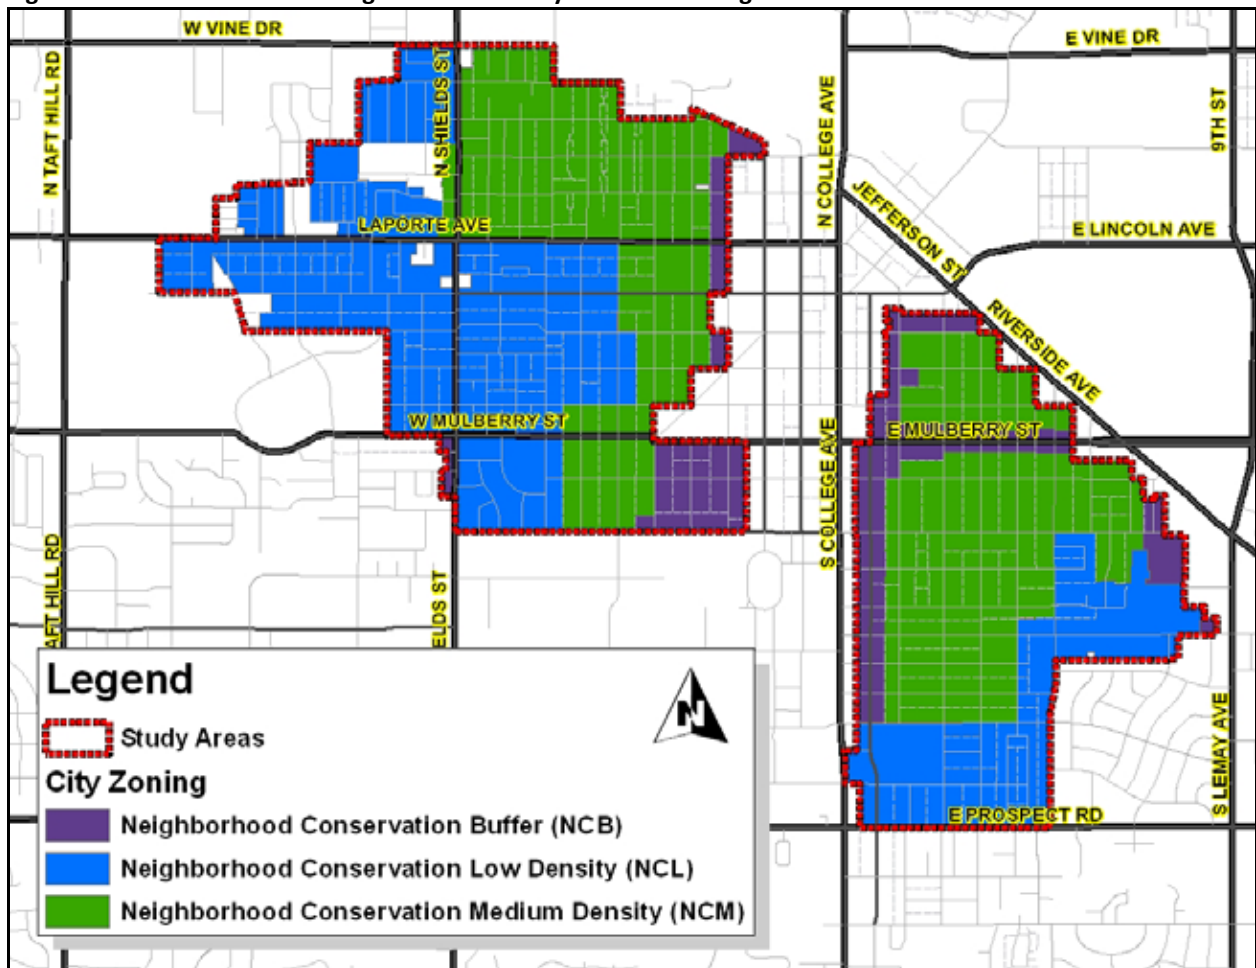 W VINE DR
E VINE DR
N TAFT HILL RD
N SHIELDS ST
N COLLEGE AVE
9TH ST
JEFFERSON ST
LAPORTE AVE
E LINCOLN AVE
RIVERSIDE AVE
W MULBERRY ST
E MULBERRY ST
S COLLEGE AVE
AFT HILL RD
ELDS ST
S LEMAY AVE
E PROSPECT RD
Legend
N
Study Areas
City Zoning
Neighborhood Conservation Buffer (NCB)
Neighborhood Conservation Low Density (NCL)
Neighborhood Conservation Medium Density (NCM)